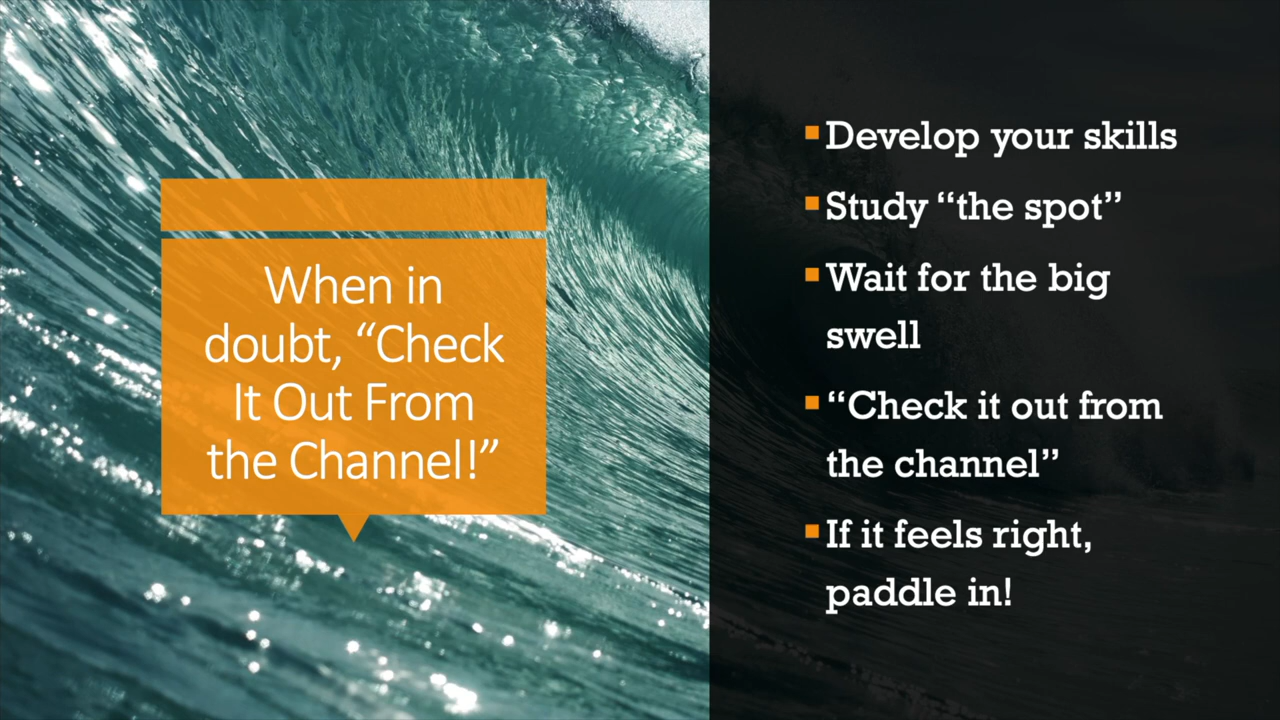 When in
doubt, “Check
It Out From
the Channel!”
Develop your skills
Study “the spot”
Wait for the big
swell
“Check it out from
the channel”
If it feels right,
paddle in!